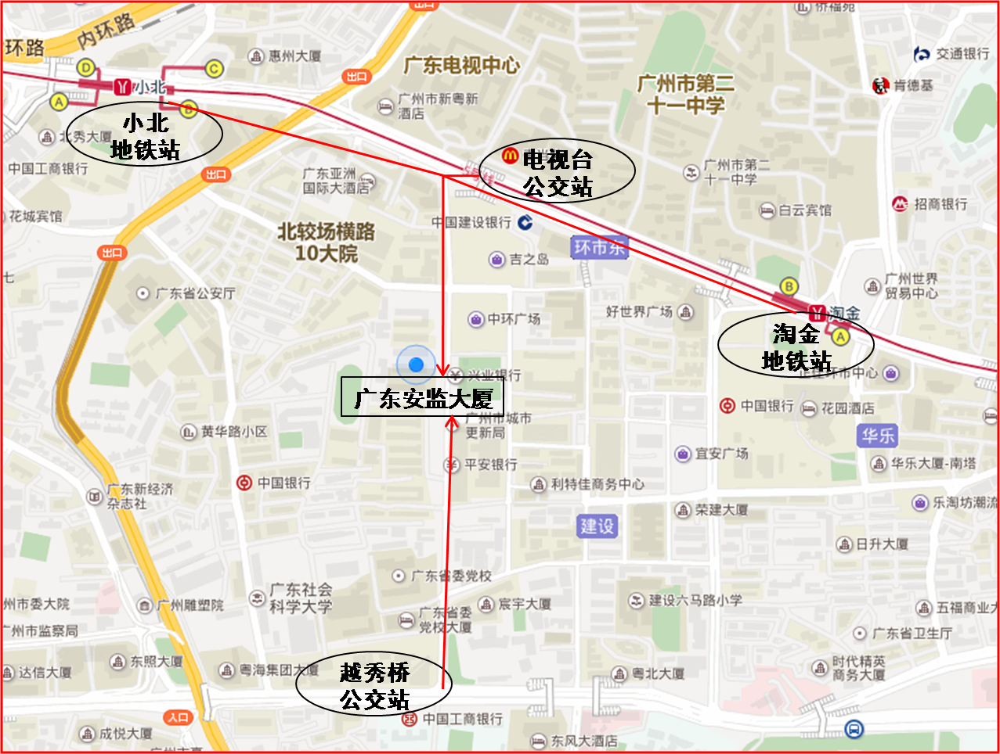 出口
侨福苑
内环路
环路
惠州大厦
广东电视中心
交通银行
D
C
出口
小北
广州市第二
十一中学
肯德基
A
B
广州市新粤新
酒店
小北
地铁站
北秀大厦
中国工商银行
电视台
公交站
5号线
广东亚洲
国际大酒店
出口
广州市第二
十一中学
招商银行
白云宾馆
花城宾馆
中国建设银行
北较场横路
10大院
环市东
吉之岛
出口
七
广东省公安厅
B
广州世界
贸易中心
好世界广场
淘金
中环广场
A
淘金
地铁站
兴业银行
环市中心
广东安监大厦
中国银行
花园酒店
广州市城市
更新局
黄华路小区
华乐
宜安广场
平安银行
华乐大厦-南塔
中国银行
利特佳商务中心
广东新经济
杂志社
荣建大厦
乐淘坊潮流
建设
日升大厦
广东省委党校
广东社会
科学大学
州市委大院
广州雕塑院
宸宇大厦
建设六马路小学
五福商业大
广东省委
党校大厦
广州市监察局
广东省卫生厅
东照大厦
达信大厦
粤海集团大厦
越秀桥
公交站
粤北大厦
时代精英
商务大厦
入口
中国工商银行
成悦大厦
东风大酒店